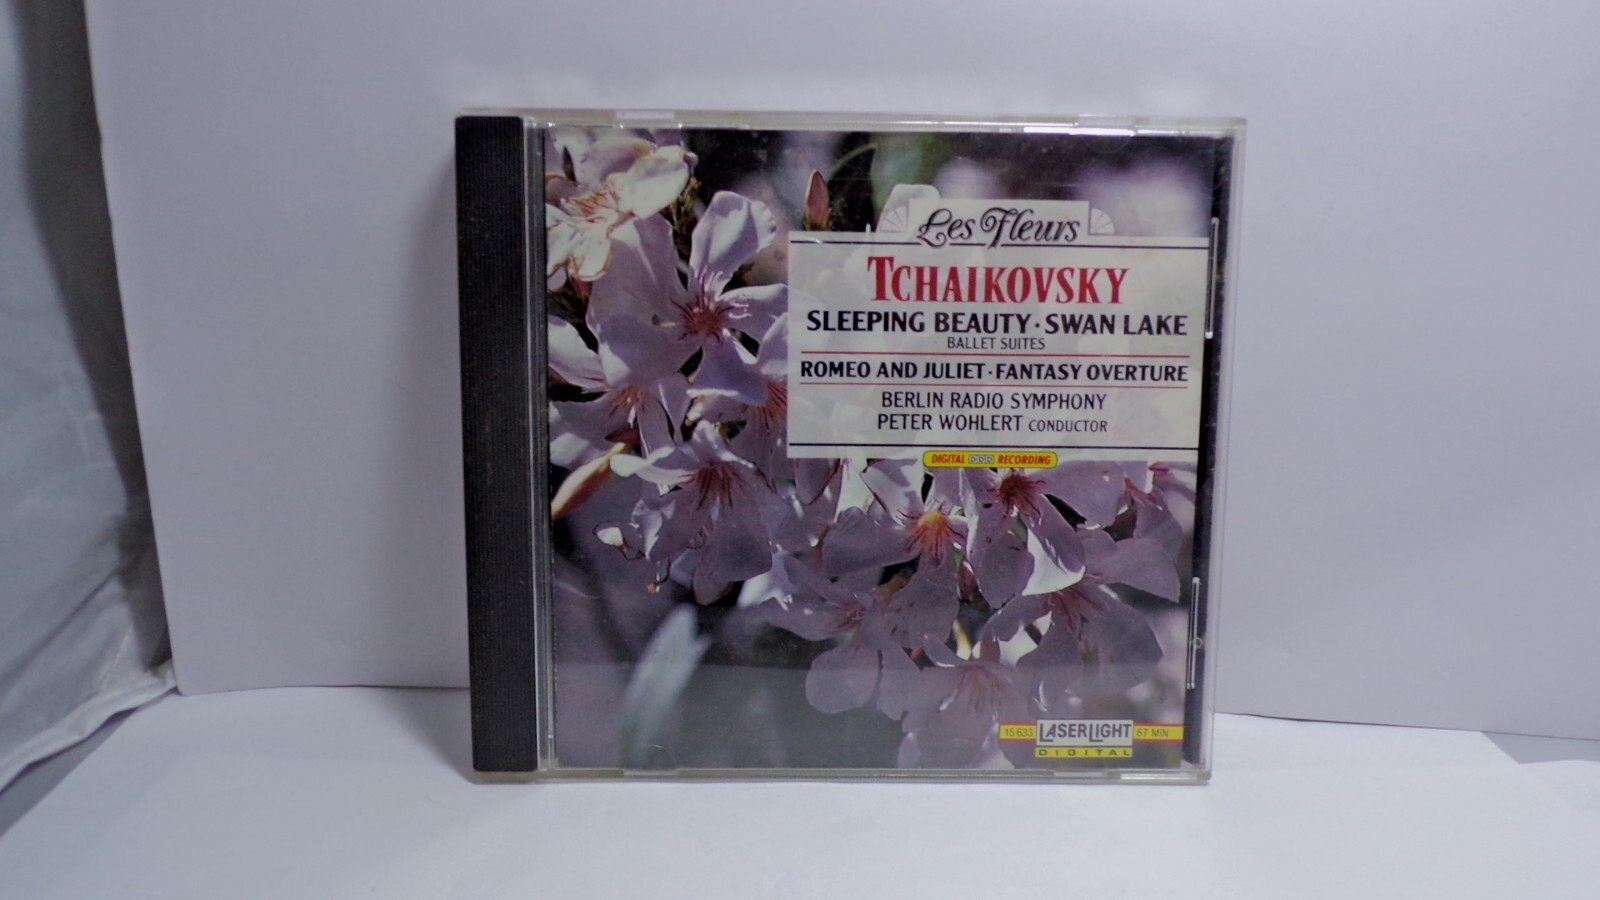 Les Fleurs
TCHAIKOVSKY
SLEEPING BEAUTY · SWAN LAKE
BALLET SUITES
ROMEO AND JULIET · FANTASY OVERTURE
BERLIN RADIO SYMPHONY
PETER WOHLERT CONDUCTOR
DIGITAL DDD RECORDING
15 633 LASERLIGHT 67 MIN
DIGITAL